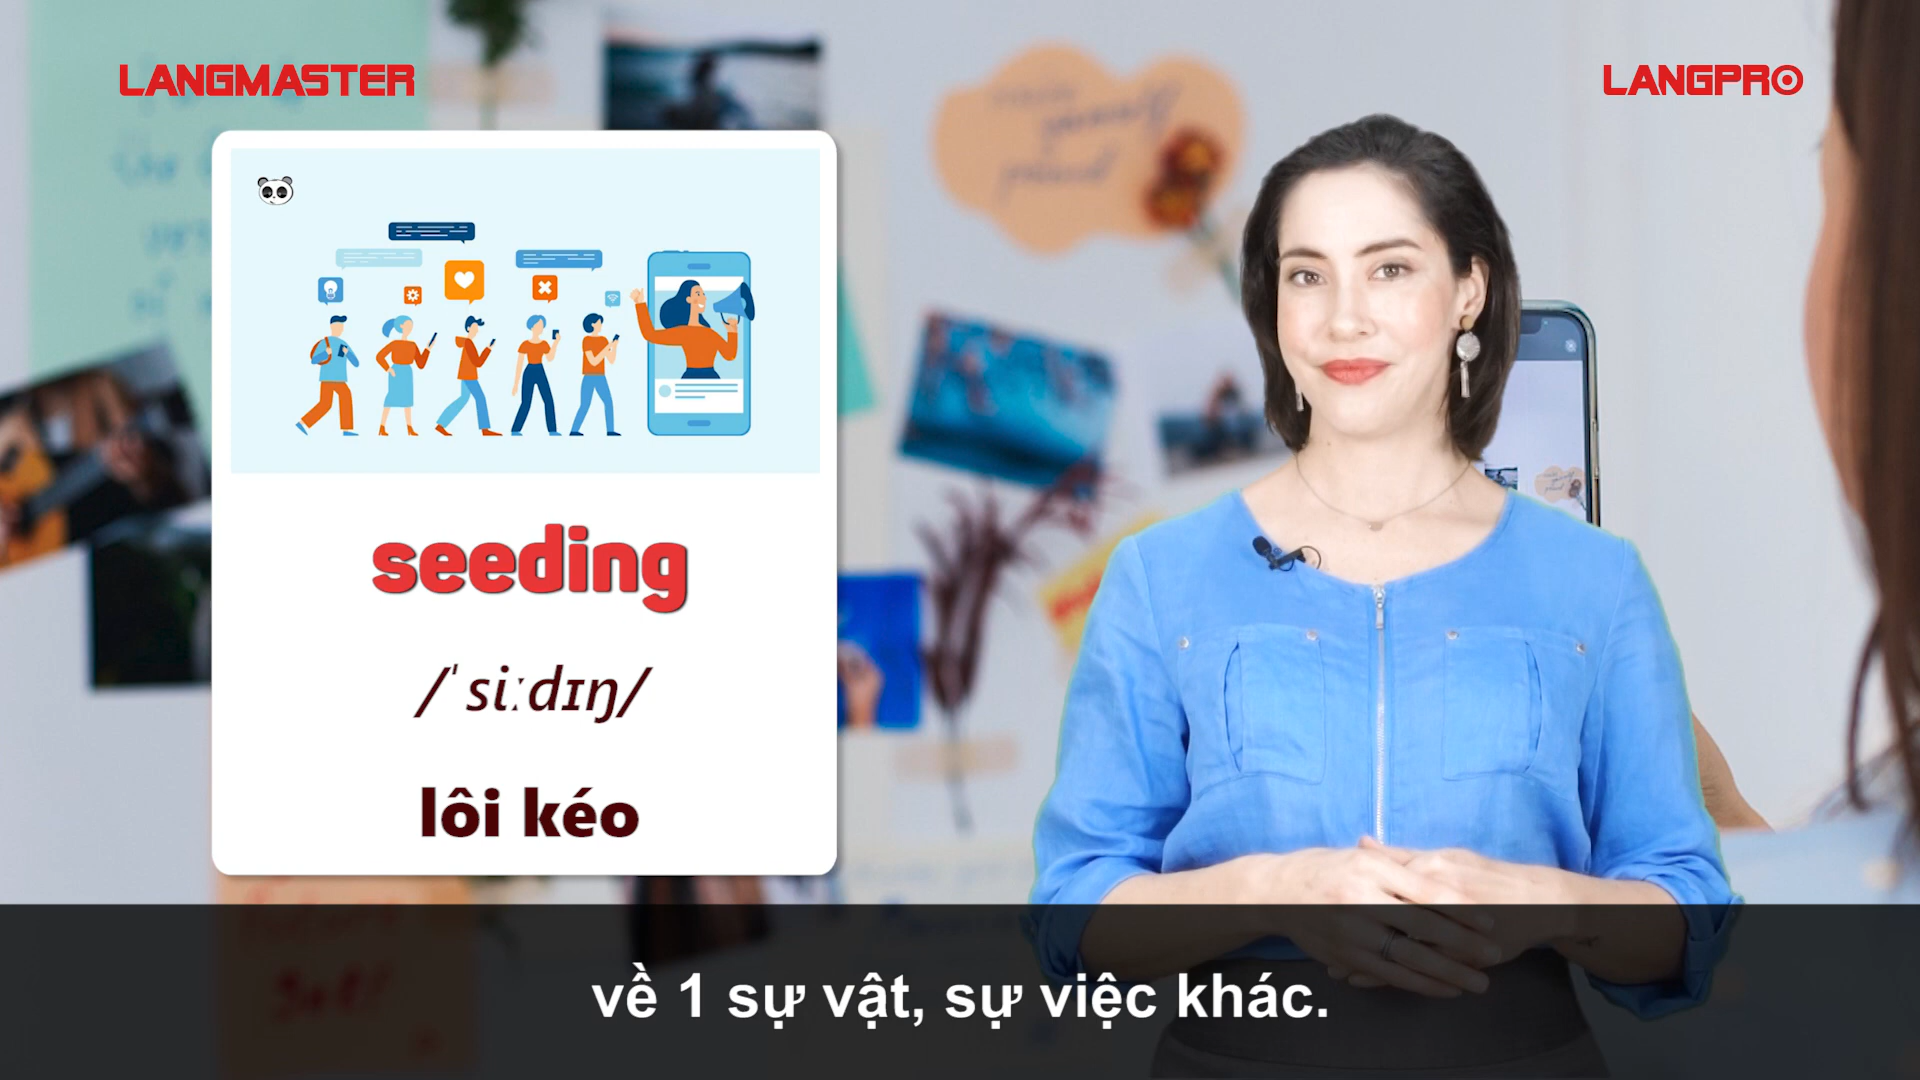 LANGMASTER
LANGPRO
seeding
/ˈsiːdɪŋ/
lôi kéo
về 1 sự vật, sự việc khác.